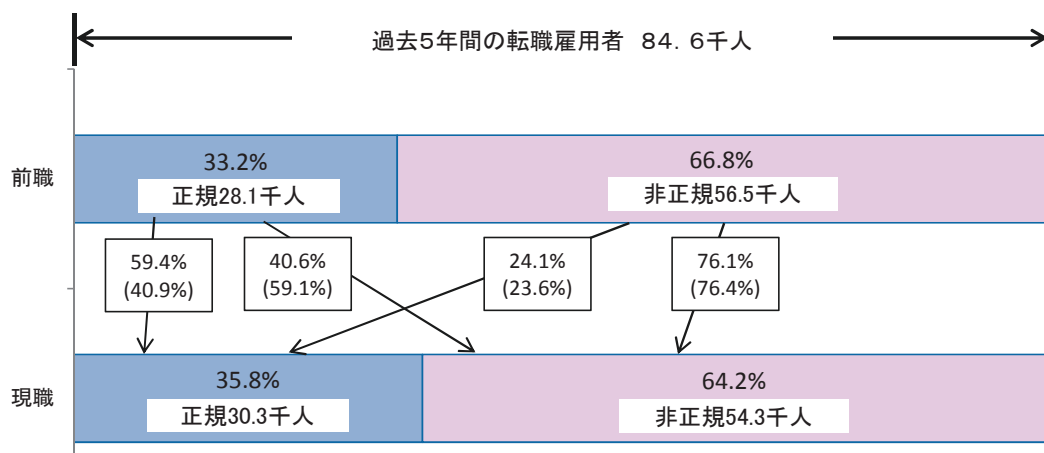 過去5年間の転職雇用者 84.6千人
前職
33.2%
正規28.1千人
66.8%
非正規56.5千人
59.4%
(40.9%)
40.6%
(59.1%)
24.1%
(23.6%)
76.1%
(76.4%)
現職
35.8%
正規30.3千人
64.2%
非正規54.3千人